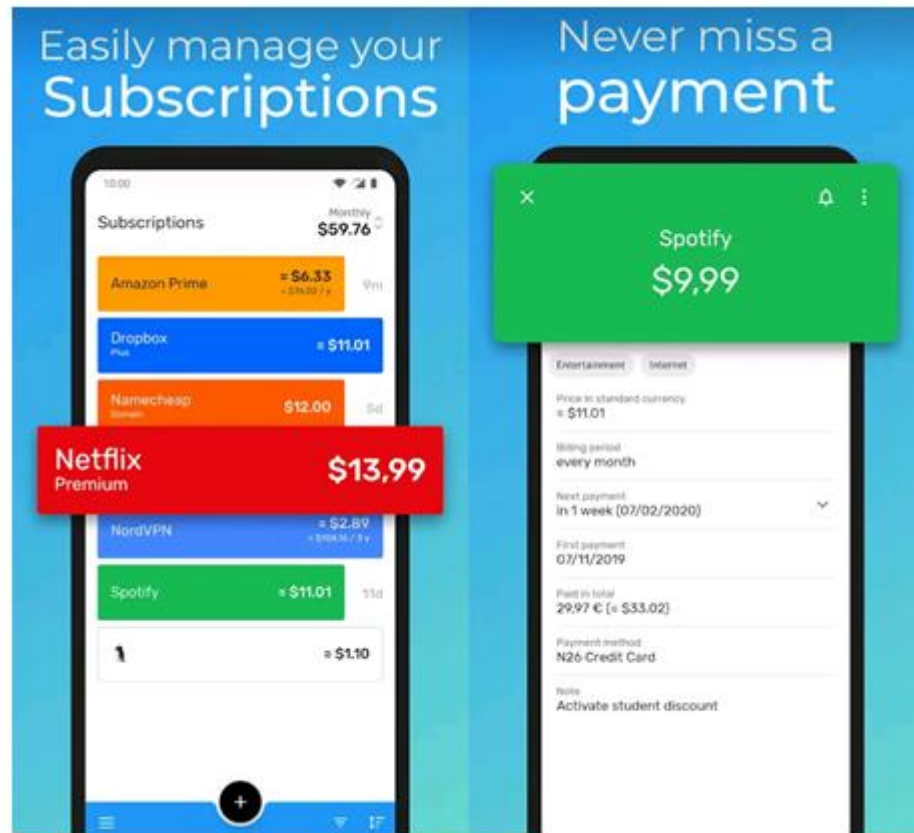 Easily manage your
Subscriptions
10:00
Subscriptions
Monthly
$59.76
Amazon Prime
≈ $6.33
9m
Dropbox
≈ $11.01
Plus
Namecheap
$12.00
5d
Domain
Netflix
$13,99
Premium
NordVPN
≈ $2.89
Spotify
≈ $11.01
11d
≈ $1.10
+
Never miss a
payment
Spotify
$9,99
Entertainment
Internet
Price in standard currency
≈ $11.01
Billing period
every month
Next payment
in 1 week (07/02/2020)
First payment
07/11/2019
Paid in total
29,97 € (≈ $33.02)
Payment method
N26 Credit Card
Note
Activate student discount